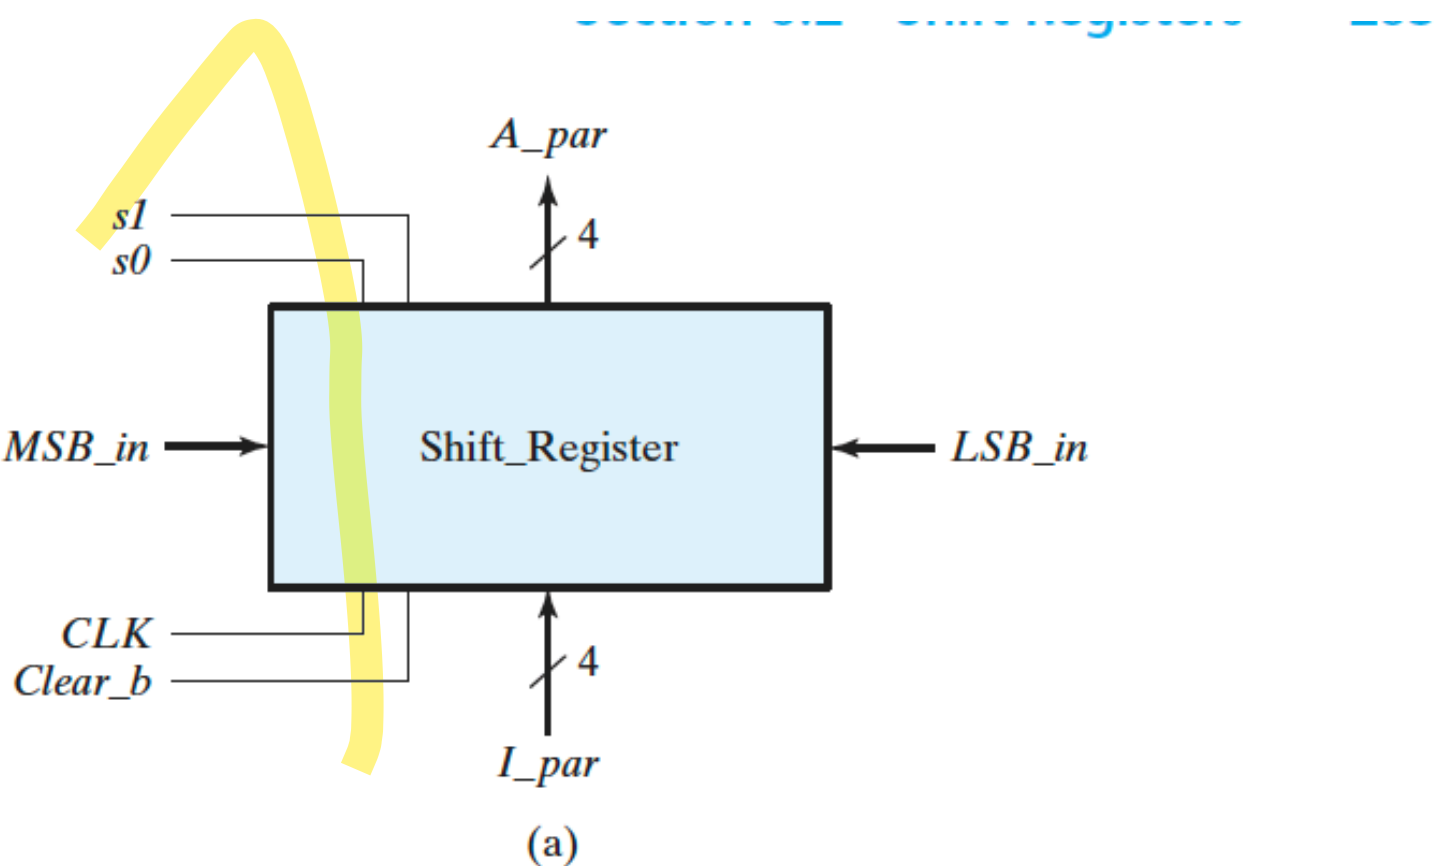 A_par
s1
4
s0
MSB_in
Shift_Register
LSB_in
CLK
Clear_b
4
I_par
(a)